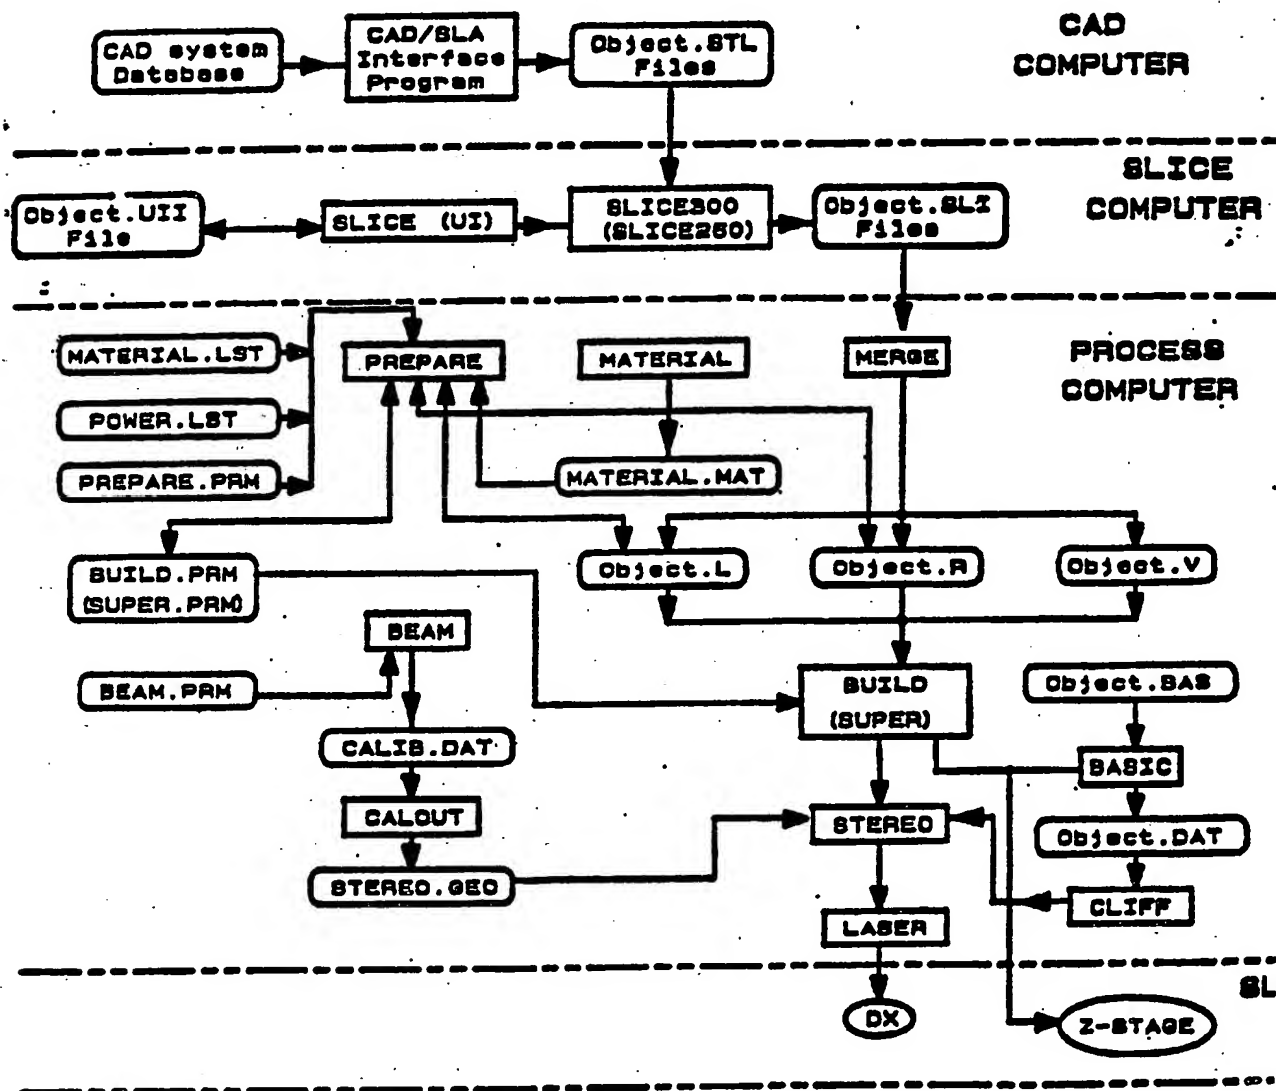 CAD
COMPUTER
CAD system
Database
CAD/SLA
Interface
Program
Object.STL
Files
SLICE
COMPUTER
Object.UII
File
SLICE (UI)
SLICE300
(SLICE250)
Object.SLI
Files
PROCESS
COMPUTER
MATERIAL.LST
PREPARE
MATERIAL
MERGE
POWER.LST
PREPARE.PRM
MATERIAL.MAT
BUILD.PRM
(SUPER.PRM)
Object.L
Object.R
Object.V
BEAM
BEAM.PRM
BUILD
(SUPER)
Object.BAS
CALIB.DAT
BASIC
CALOUT
STEREO
Object.DAT
STEREO.GEO
LASER
CLIFF
SL
DX
Z-STAGE